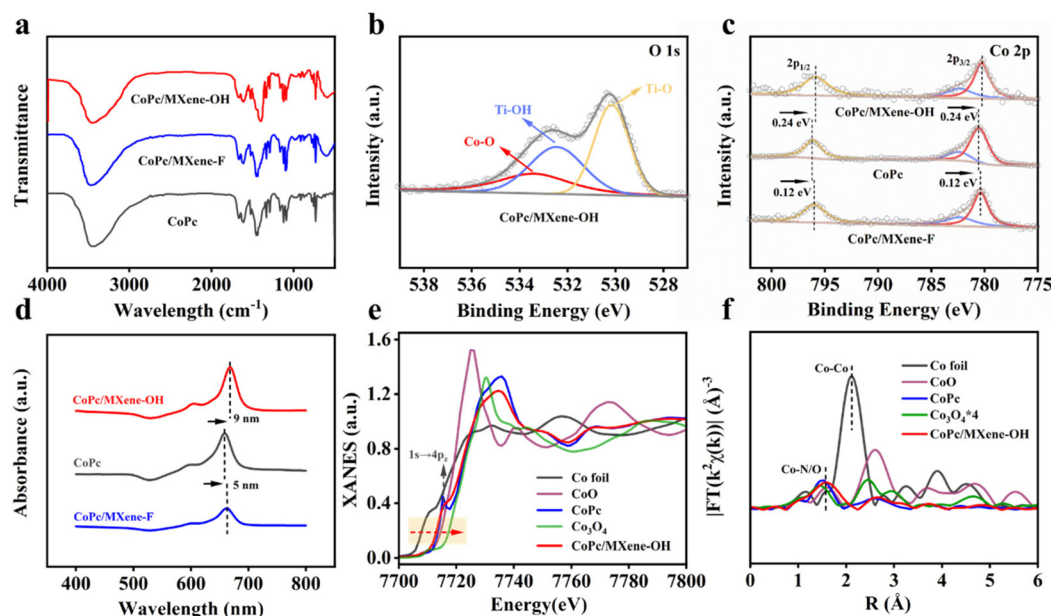 a
Transmittance
CoPc/MXene-OH
CoPc/MXene-F
CoPc
4000 3000 2000 1000
Wavelength (cm⁻¹)
b
O 1s
Intensity (a.u.)
Ti-O
Ti-OH
Co-O
CoPc/MXene-OH
538 536 534 532 530 528
Binding Energy (eV)
c
Co 2p
Intensity (a.u.)
2p1/2
2p3/2
CoPc/MXene-OH
0.24 eV
0.24 eV
CoPc
0.12 eV
0.12 eV
CoPc/MXene-F
800 795 790 785 780 775
Binding Energy (eV)
d
Absorbance (a.u.)
CoPc/MXene-OH
9 nm
CoPc
5 nm
CoPc/MXene-F
400 500 600 700 800
Wavelength (nm)
e
XANES (a.u.)
1.6
1.2
0.8
0.4
0.0
1s→4pz
Co foil
CoO
CoPc
Co3O4
CoPc/MXene-OH
7700 7720 7740 7760 7780 7800
Energy(eV)
f
|FT(k²χ(k))| (Å)⁻³
Co-Co
Co-N/O
Co foil
CoO
CoPc
Co3O4*4
CoPc/MXene-OH
0 1 2 3 4 5 6
R (Å)